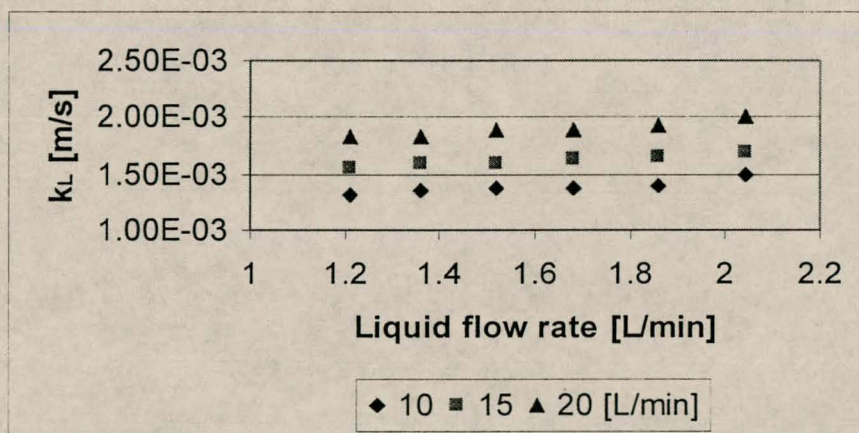 2.50E-03
2.00E-03
1.50E-03
1.00E-03
kL [m/s]
1 1.2 1.4 1.6 1.8 2 2.2
Liquid flow rate [L/min]
10 15 20 [L/min]